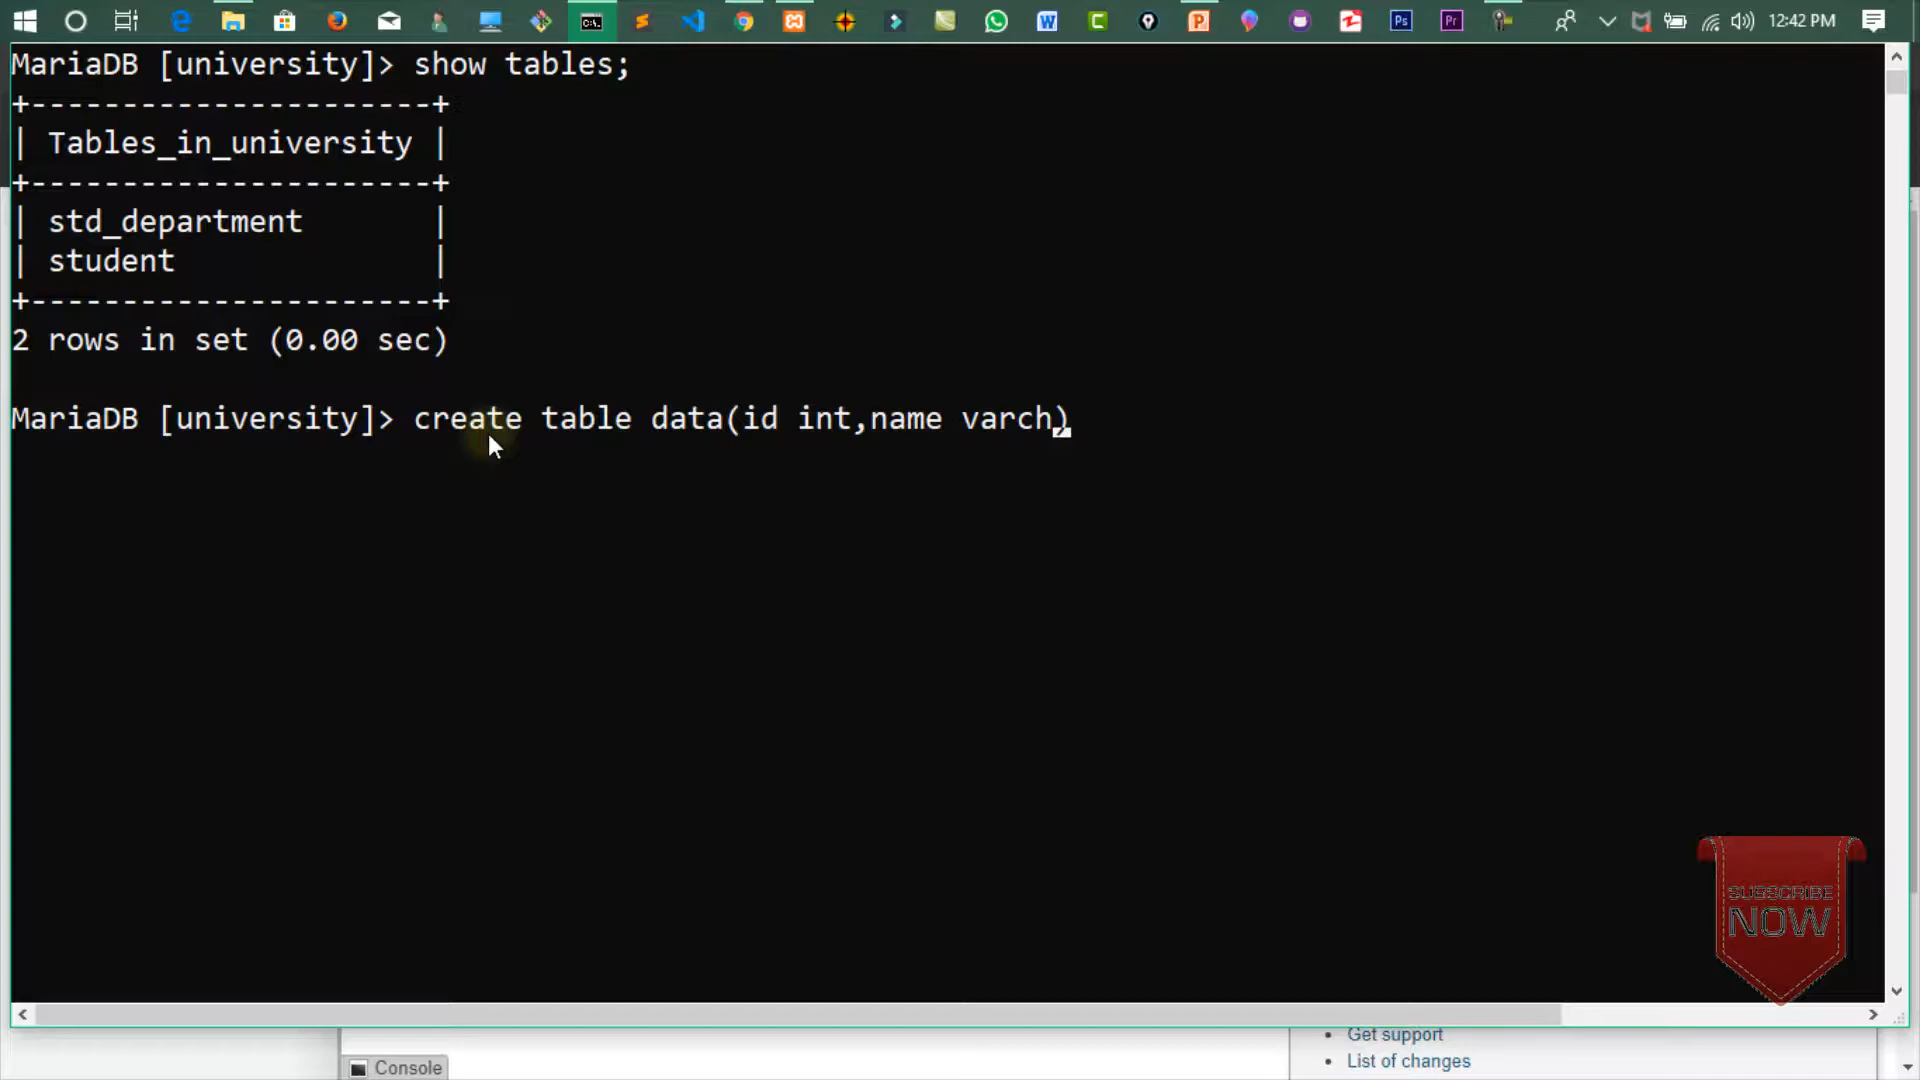 12:42 PM
MariaDB [university]> show tables;
+----------------------+
| Tables_in_university |
+----------------------+
| std_department       |
| student              |
+----------------------+
2 rows in set (0.00 sec)
MariaDB [university]> create table data(id int,name varch)
SUBSCRIBE
NOW
Get support
List of changes
Console